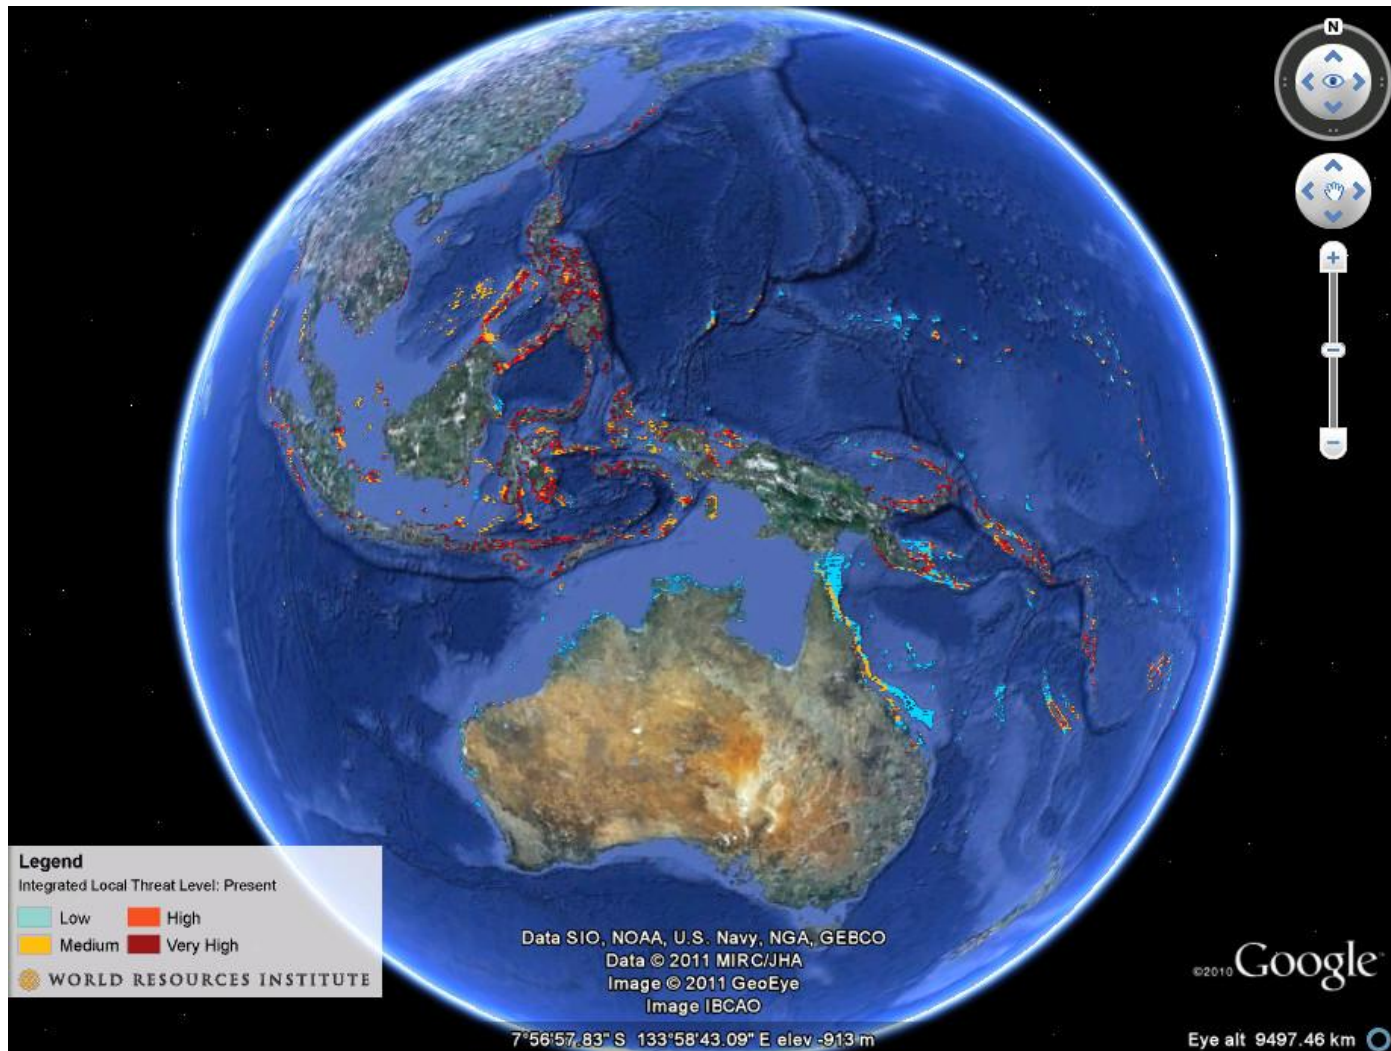 N
Legend
Integrated Local Threat Level: Present
Low High
Medium Very High
WORLD RESOURCES INSTITUTE
Data SIO, NOAA, U.S. Navy, NGA, GEBCO
Data © 2011 MIRC/JHA
Image © 2011 GeoEye
Image IBCAO
©2010 Google
7°56'57.83" S 133°58'43.09" E elev -913 m
Eye alt 9497.46 km